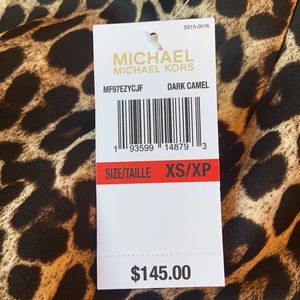 S515-0016
MICHAEL
MICHAEL KORS
MF97EZYCJF DARK CAMEL
1 93599 14879 3
SIZE/TAILLE XS/XP
$145.00